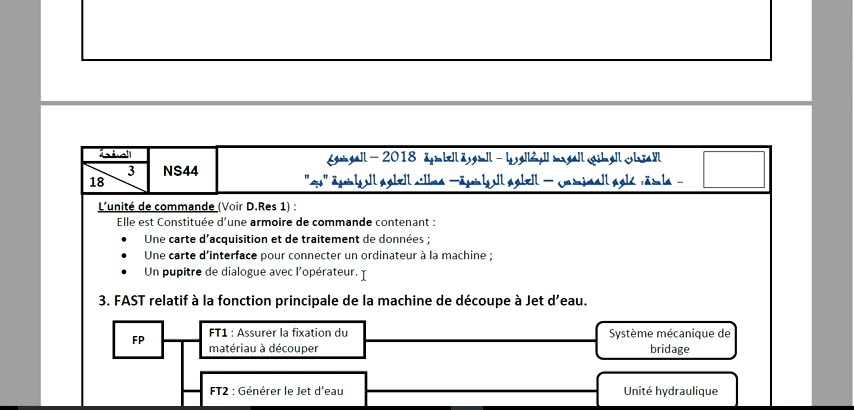 الصفحة
3
18
NS44
الامتحان الوطني الموحد للبكالوريا - الدورة العادية 2018 – الموضوع
- مادة: علوم المهندس – العلوم الرياضية– مسلك العلوم الرياضية "ب"
L'unité de commande (Voir D.Res 1) :
Elle est Constituée d'une armoire de commande contenant :
• Une carte d'acquisition et de traitement de données ;
• Une carte d'interface pour connecter un ordinateur à la machine ;
• Un pupitre de dialogue avec l'opérateur.
3. FAST relatif à la fonction principale de la machine de découpe à Jet d'eau.
FP
FT1 : Assurer la fixation du
matériau à découper
Système mécanique de
bridage
FT2 : Générer le Jet d'eau
Unité hydraulique